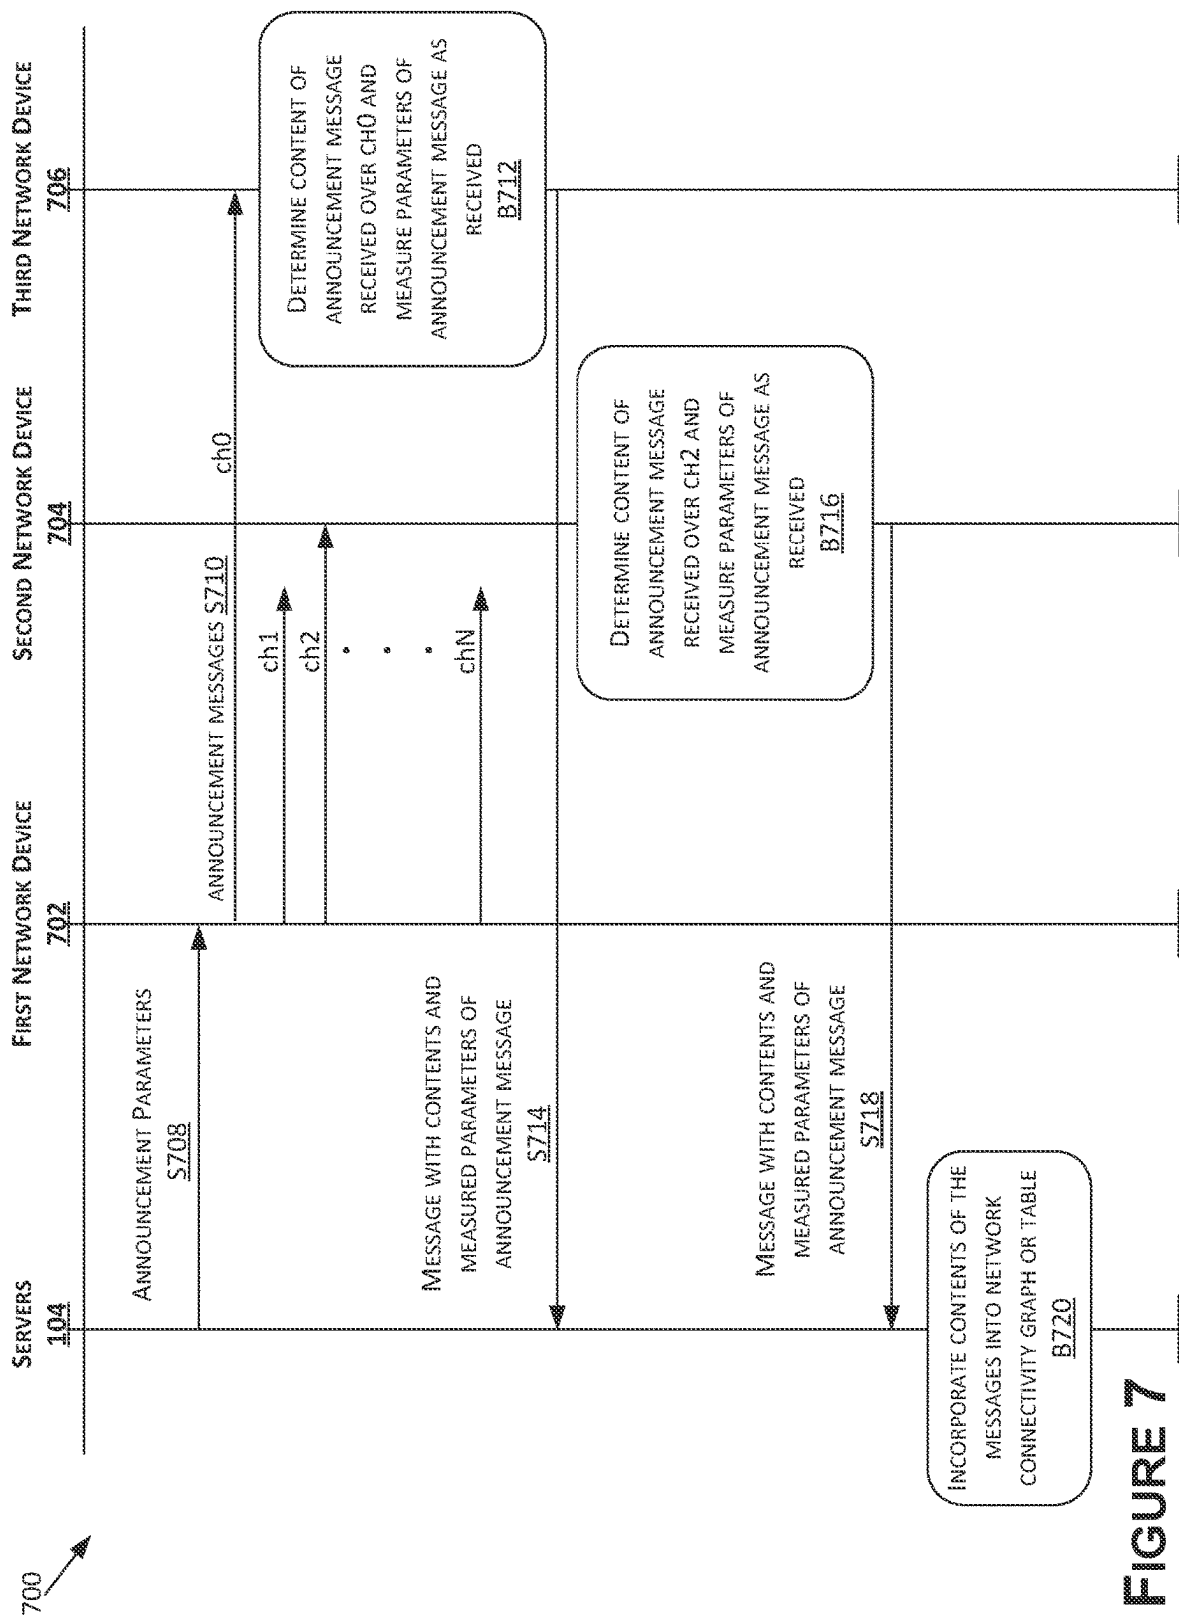 700
SERVERS
104
FIRST NETWORK DEVICE
702
SECOND NETWORK DEVICE
704
THIRD NETWORK DEVICE
706
ANNOUNCEMENT PARAMETERS
S708
ANNOUNCEMENT MESSAGES S710
ch0
ch1
ch2
. . .
chN
DETERMINE CONTENT OF
ANNOUNCEMENT MESSAGE
RECEIVED OVER CH0 AND
MEASURE PARAMETERS OF
ANNOUNCEMENT MESSAGE AS
RECEIVED
B712
MESSAGE WITH CONTENTS AND
MEASURED PARAMETERS OF
ANNOUNCEMENT MESSAGE
S714
DETERMINE CONTENT OF
ANNOUNCEMENT MESSAGE
RECEIVED OVER CH2 AND
MEASURE PARAMETERS OF
ANNOUNCEMENT MESSAGE AS
RECEIVED
B716
MESSAGE WITH CONTENTS AND
MEASURED PARAMETERS OF
ANNOUNCEMENT MESSAGE
S718
INCORPORATE CONTENTS OF THE
MESSAGES INTO NETWORK
CONNECTIVITY GRAPH OR TABLE
B720
FIGURE 7